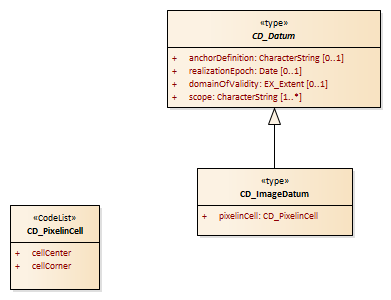 «type»
CD_Datum
+ anchorDefinition: CharacterString [0..1]
+ realizationEpoch: Date [0..1]
+ domainOfValidity: EX_Extent [0..1]
+ scope: CharacterString [1..*]
«type»
CD_ImageDatum
+ pixelinCell: CD_PixelinCell
«CodeList»
CD_PixelinCell
+ cellCenter
+ cellCorner